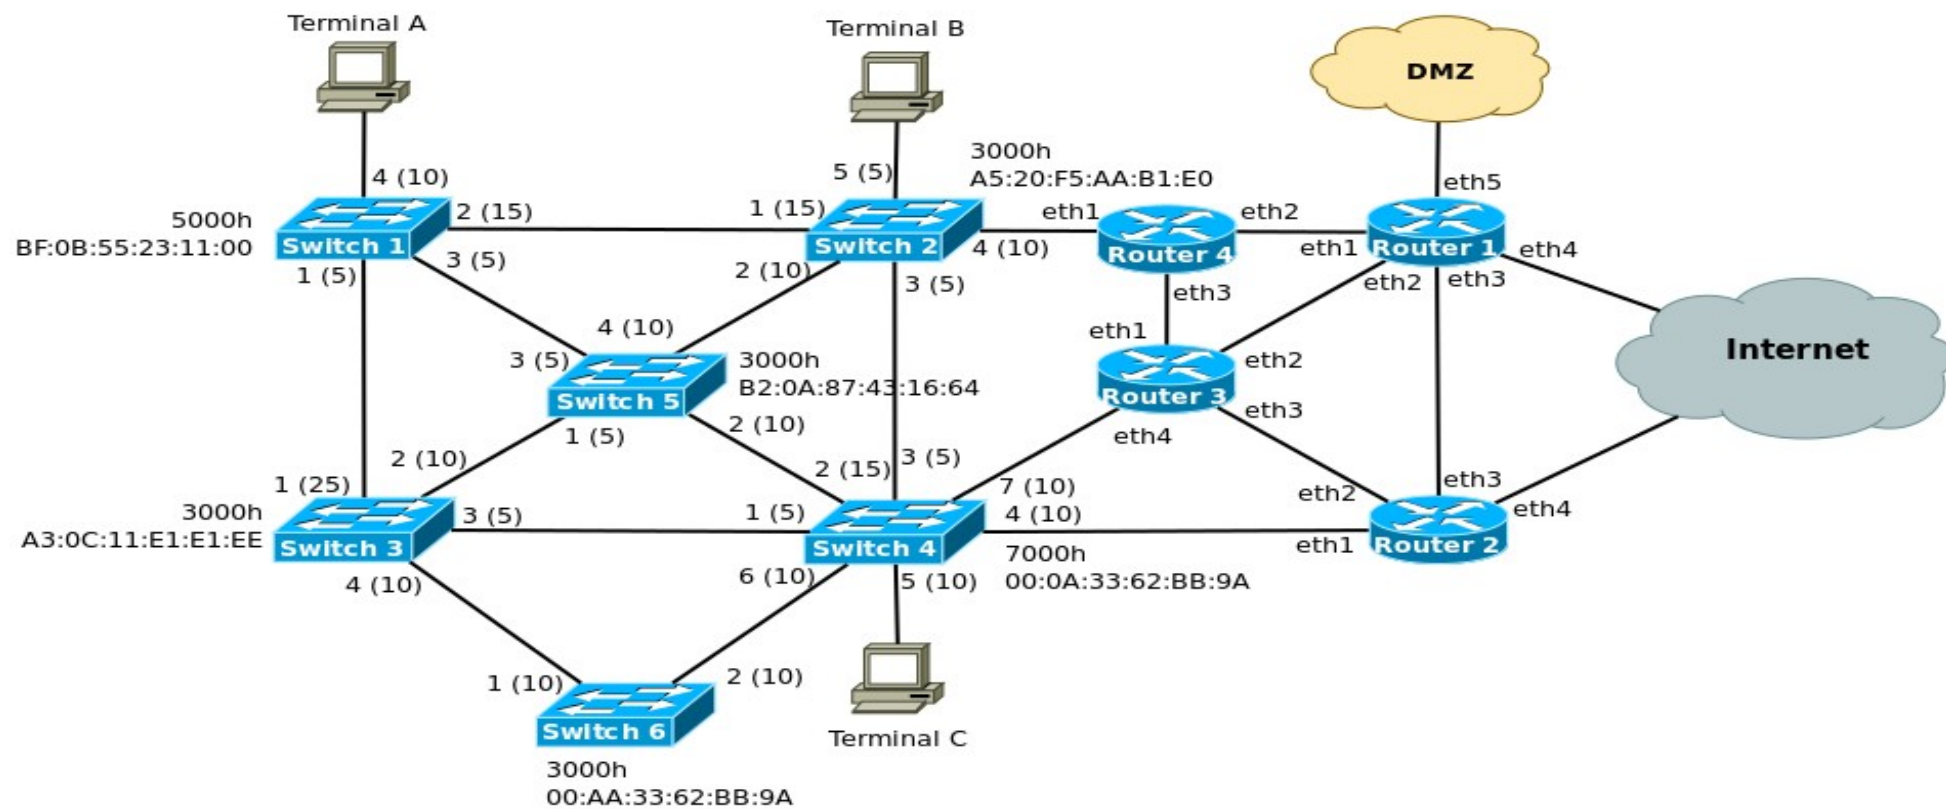 Terminal A
Terminal B
DMZ
4 (10)
5 (5)
3000h
A5:20:F5:AA:B1:E0
eth5
5000h
BF:0B:55:23:11:00
2 (15)
1 (15)
eth1
eth2
Switch 1
Switch 2
4 (10)
Router 4
eth1
Router 1
eth4
1 (5)
3 (5)
2 (10)
3 (5)
eth3
eth2
eth3
4 (10)
eth1
Internet
3 (5)
3000h
B2:0A:87:43:16:64
eth2
Switch 5
Router 3
eth3
1 (5)
2 (10)
eth4
2 (10)
2 (15)
3 (5)
1 (25)
7 (10)
eth2
eth3
3000h
A3:0C:11:E1:E1:EE
3 (5)
1 (5)
4 (10)
eth4
Switch 3
Switch 4
eth1
Router 2
7000h
00:0A:33:62:BB:9A
4 (10)
6 (10)
5 (10)
1 (10)
2 (10)
Switch 6
Terminal C
3000h
00:AA:33:62:BB:9A